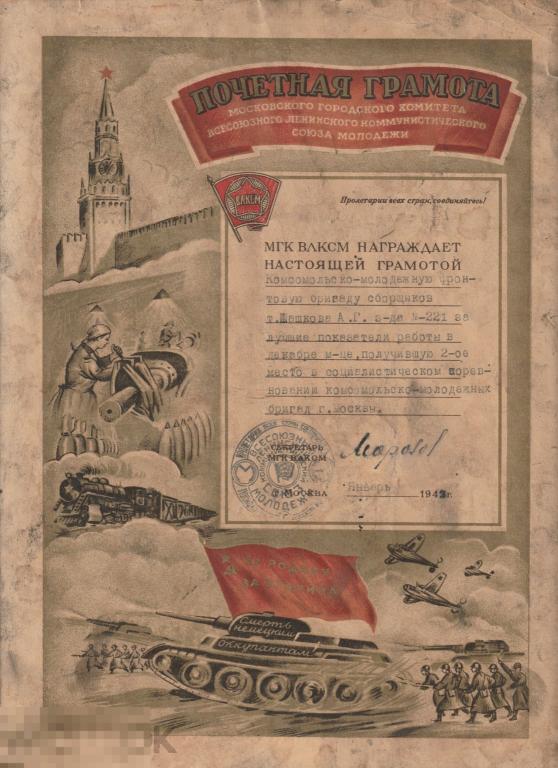 ПОЧЕТНАЯ ГРАМОТА
МОСКОВСКОГО ГОРОДСКОГО КОМИТЕТА
ВСЕСОЮЗНОГО ЛЕНИНСКОГО КОММУНИСТИЧЕСКОГО
СОЮЗА МОЛОДЕЖИ
ВЛКСМ
Пролетарии всех стран, соединяйтесь!
МГК ВЛКСМ НАГРАЖДАЕТ
НАСТОЯЩЕЙ ГРАМОТОЙ
Комсомольско-молодежную фрон-
товую бригаду сборщиков
т.Шашкова А.Г. з-да №-221 за
лучшие показатели работы в
декабре м-це, получившую 2-ое
место в социалистическом сорев-
новании комсомольско-молодежных
бригад г.москвы.
СЕКРЕТАРЬ
МГК ВЛКСМ
ВСЕСОЮЗНЫЙ
МОЛОДЕЖИ
г. Москва Январь 194 г.
ЗА РОДИНУ
ЗА
СМЕРТЬ
НЕМЕЦКИМ
ОККУПАНТАМ!